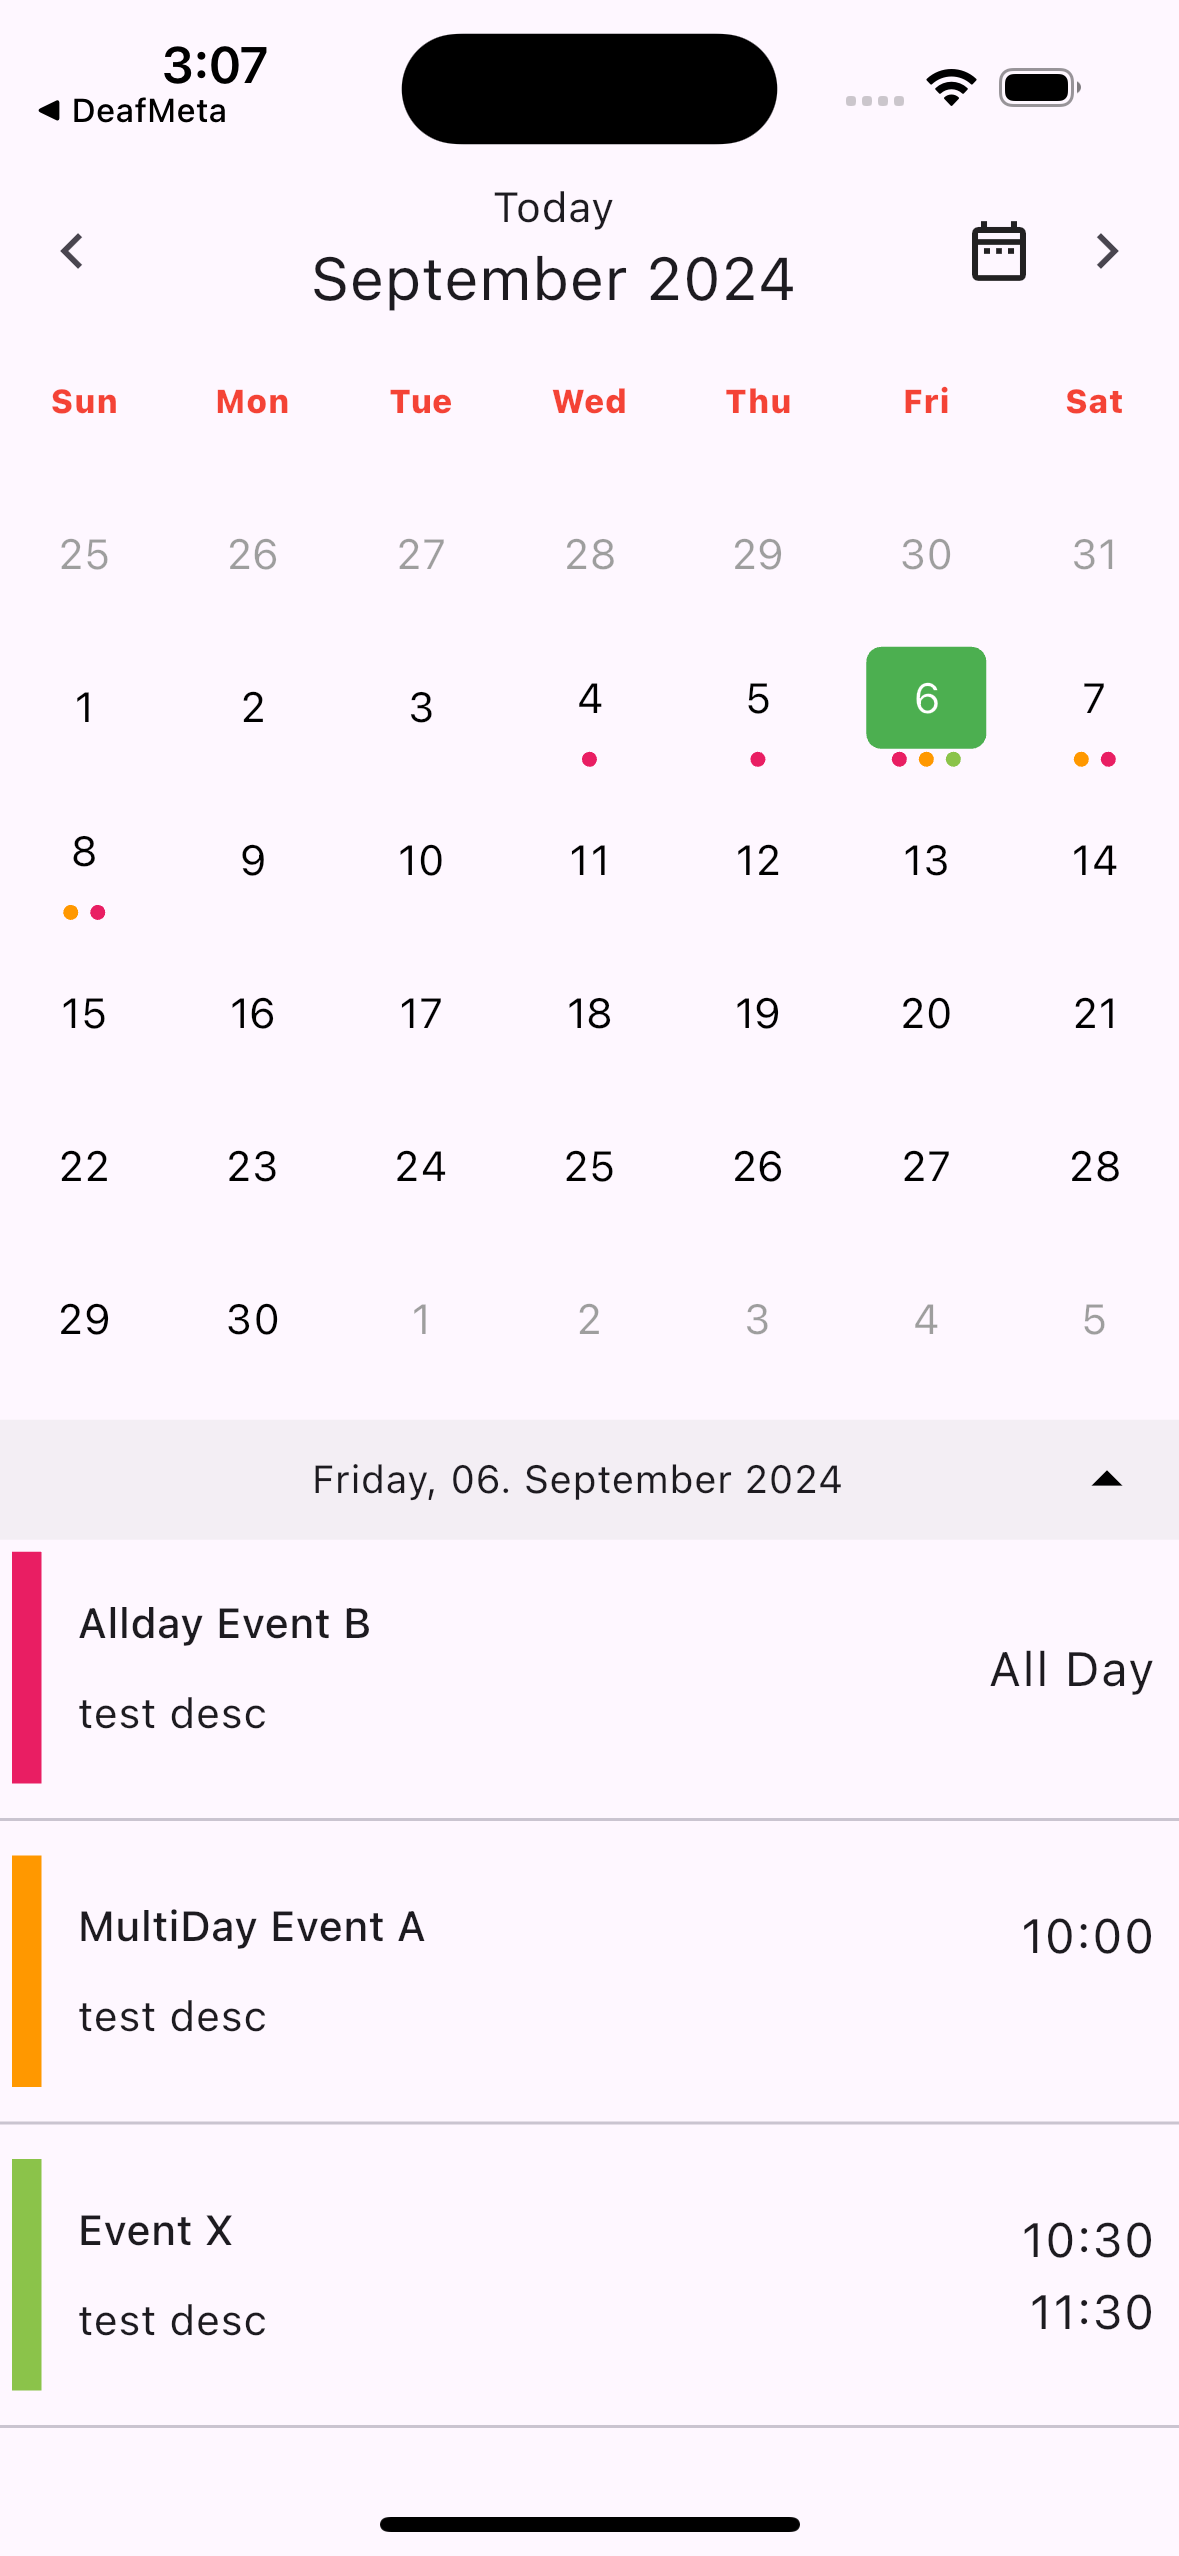 3:07
DeafMeta
Today
September 2024
Sun Mon Tue Wed Thu Fri Sat
25 26 27 28 29 30 31
1 2 3 4 5 6 7
8 9 10 11 12 13 14
15 16 17 18 19 20 21
22 23 24 25 26 27 28
29 30 1 2 3 4 5
Friday, 06. September 2024
Allday Event B
All Day
test desc
MultiDay Event A
10:00
test desc
Event X
10:30
test desc
11:30